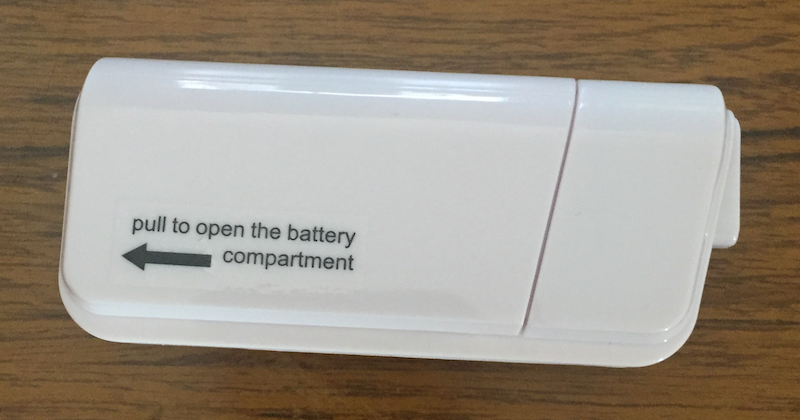 pull to open the battery
compartment